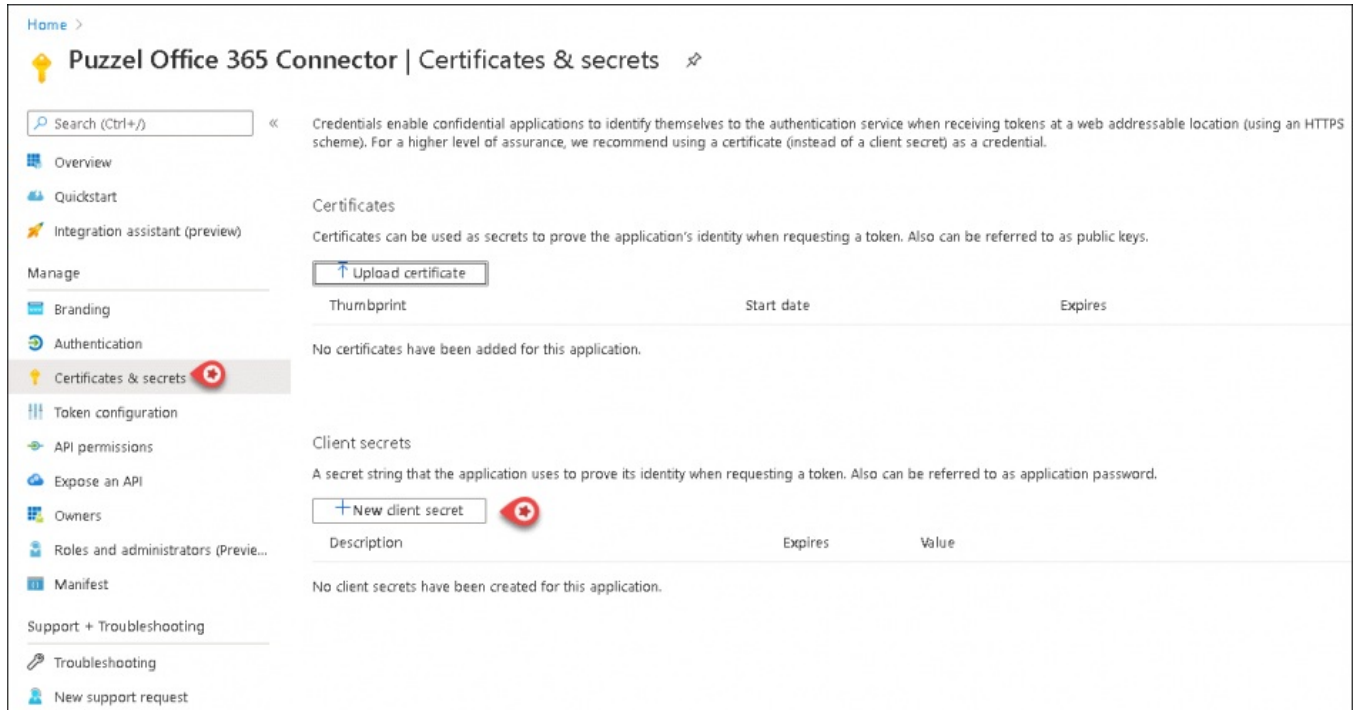 Home >
Puzzel Office 365 Connector | Certificates & secrets
Search (Ctrl+/)
«
Overview
Quickstart
Integration assistant (preview)
Manage
Branding
Authentication
Certificates & secrets
Token configuration
API permissions
Expose an API
Owners
Roles and administrators (Previe...
Manifest
Support + Troubleshooting
Troubleshooting
New support request
Credentials enable confidential applications to identify themselves to the authentication service when receiving tokens at a web addressable location (using an HTTPS
scheme). For a higher level of assurance, we recommend using a certificate (instead of a client secret) as a credential.
Certificates
Certificates can be used as secrets to prove the application's identity when requesting a token. Also can be referred to as public keys.
Upload certificate
Thumbprint Start date Expires
No certificates have been added for this application.
Client secrets
A secret string that the application uses to prove its identity when requesting a token. Also can be referred to as application password.
+ New client secret
Description Expires Value
No client secrets have been created for this application.